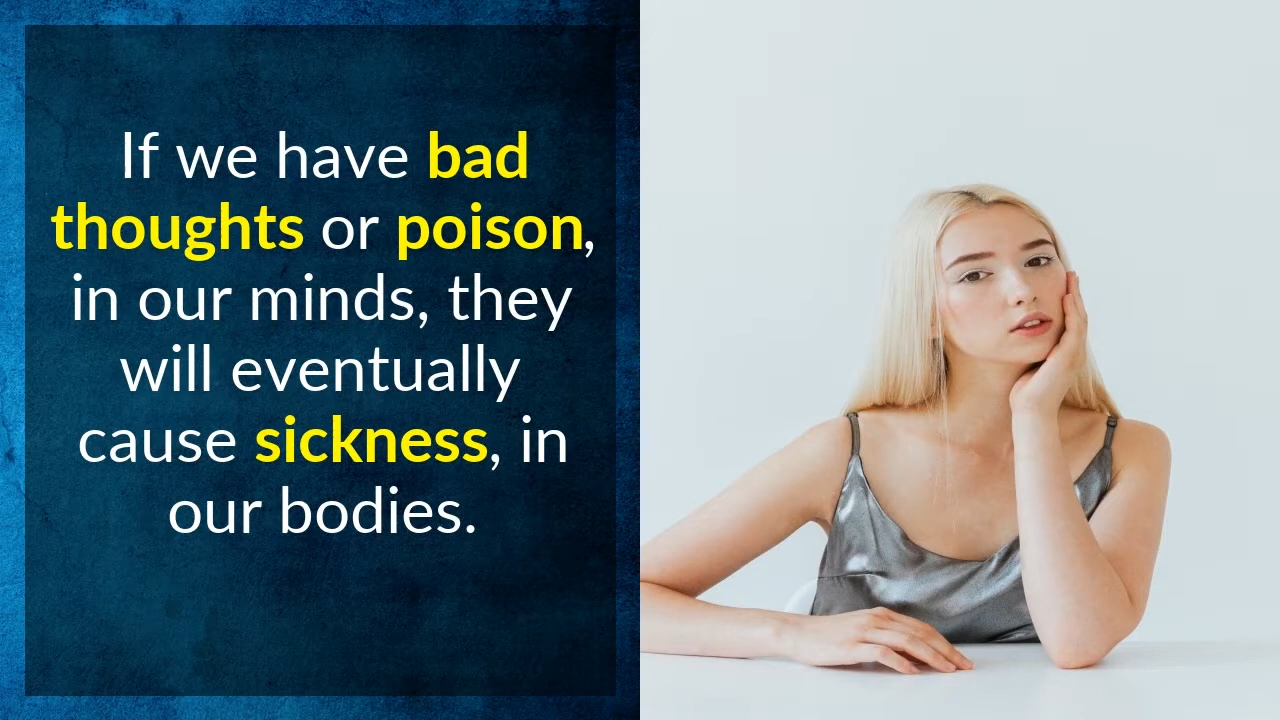 If we have bad
thoughts or poison,
in our minds, they
will eventually
cause sickness, in
our bodies.